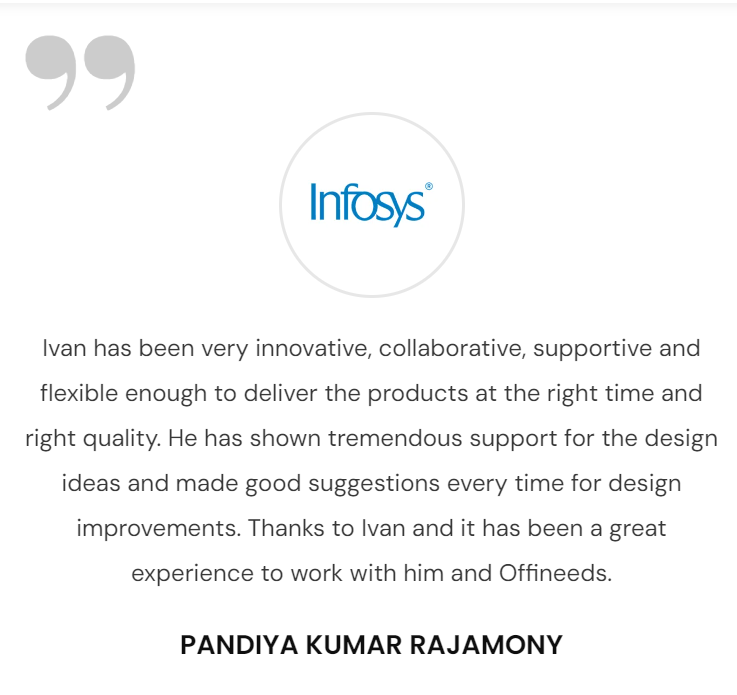 ”
Infosys®
Ivan has been very innovative, collaborative, supportive and
flexible enough to deliver the products at the right time and
right quality. He has shown tremendous support for the design
ideas and made good suggestions every time for design
improvements. Thanks to Ivan and it has been a great
experience to work with him and Offineeds.
PANDIYA KUMAR RAJAMONY